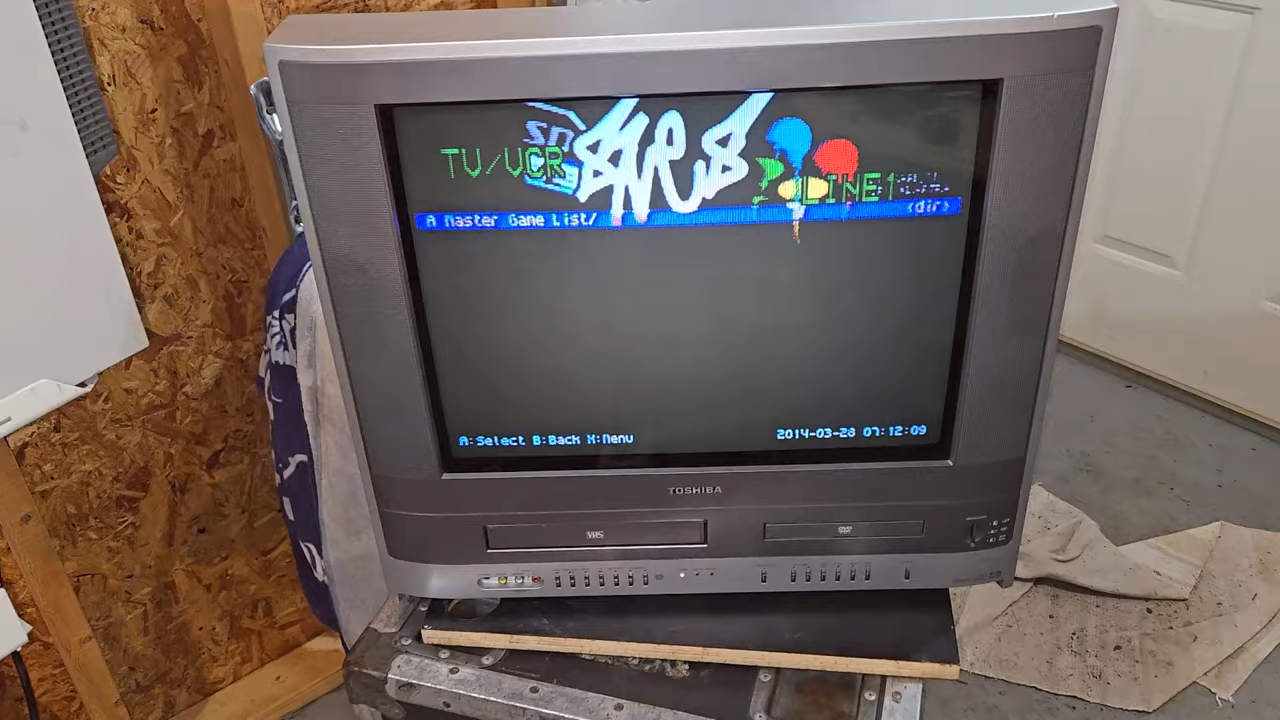 TV/VCR
LINE1
A Master Game List/ <dir>
A:Select B:Back X:Menu 2014-03-28 07:12:09
TOSHIBA
VHS
DVD